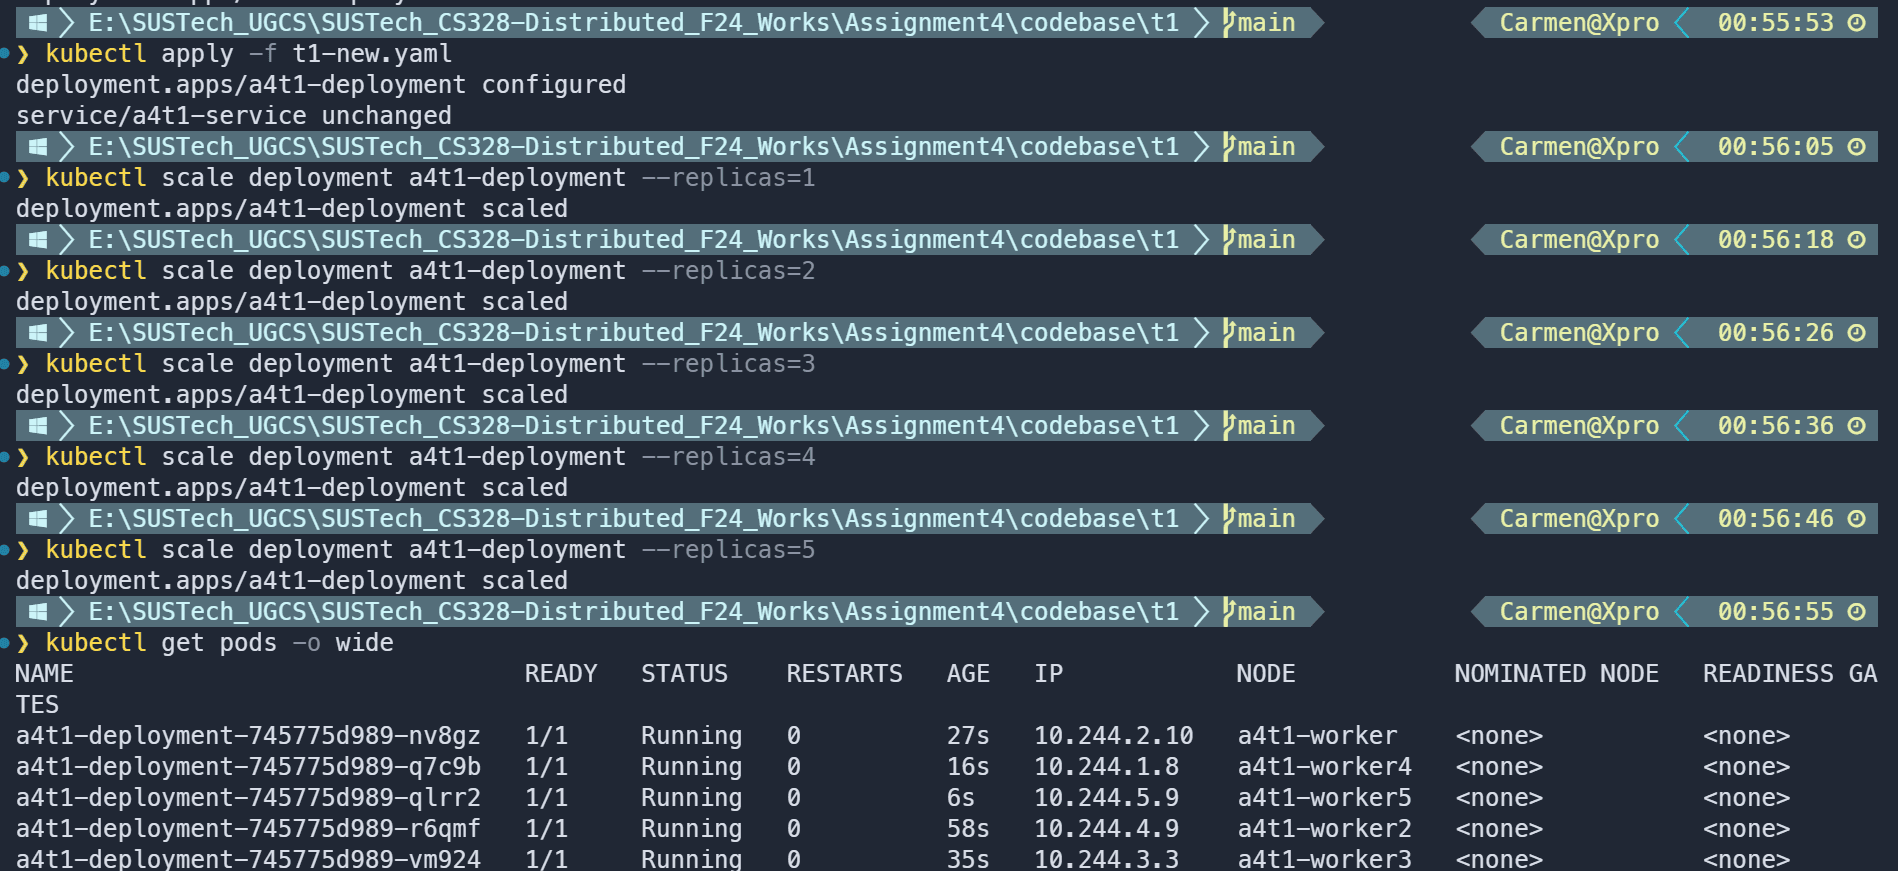 E:\SUSTech_UGCS\SUSTech_CS328-Distributed_F24_Works\Assignment4\codebase\t1 main Carmen@Xpro 00:55:53
❯ kubectl apply -f t1-new.yaml
deployment.apps/a4t1-deployment configured
service/a4t1-service unchanged
E:\SUSTech_UGCS\SUSTech_CS328-Distributed_F24_Works\Assignment4\codebase\t1 main Carmen@Xpro 00:56:05
❯ kubectl scale deployment a4t1-deployment --replicas=1
deployment.apps/a4t1-deployment scaled
E:\SUSTech_UGCS\SUSTech_CS328-Distributed_F24_Works\Assignment4\codebase\t1 main Carmen@Xpro 00:56:18
❯ kubectl scale deployment a4t1-deployment --replicas=2
deployment.apps/a4t1-deployment scaled
E:\SUSTech_UGCS\SUSTech_CS328-Distributed_F24_Works\Assignment4\codebase\t1 main Carmen@Xpro 00:56:26
❯ kubectl scale deployment a4t1-deployment --replicas=3
deployment.apps/a4t1-deployment scaled
E:\SUSTech_UGCS\SUSTech_CS328-Distributed_F24_Works\Assignment4\codebase\t1 main Carmen@Xpro 00:56:36
❯ kubectl scale deployment a4t1-deployment --replicas=4
deployment.apps/a4t1-deployment scaled
E:\SUSTech_UGCS\SUSTech_CS328-Distributed_F24_Works\Assignment4\codebase\t1 main Carmen@Xpro 00:56:46
❯ kubectl scale deployment a4t1-deployment --replicas=5
deployment.apps/a4t1-deployment scaled
E:\SUSTech_UGCS\SUSTech_CS328-Distributed_F24_Works\Assignment4\codebase\t1 main Carmen@Xpro 00:56:55
❯ kubectl get pods -o wide
NAME READY STATUS RESTARTS AGE IP NODE NOMINATED NODE READINESS GA
TES
a4t1-deployment-745775d989-nv8gz 1/1 Running 0 27s 10.244.2.10 a4t1-worker <none> <none>
a4t1-deployment-745775d989-q7c9b 1/1 Running 0 16s 10.244.1.8 a4t1-worker4 <none> <none>
a4t1-deployment-745775d989-qlrr2 1/1 Running 0 6s 10.244.5.9 a4t1-worker5 <none> <none>
a4t1-deployment-745775d989-r6qmf 1/1 Running 0 58s 10.244.4.9 a4t1-worker2 <none> <none>
a4t1-deployment-745775d989-vm924 1/1 Running 0 35s 10.244.3.3 a4t1-worker3 <none> <none>